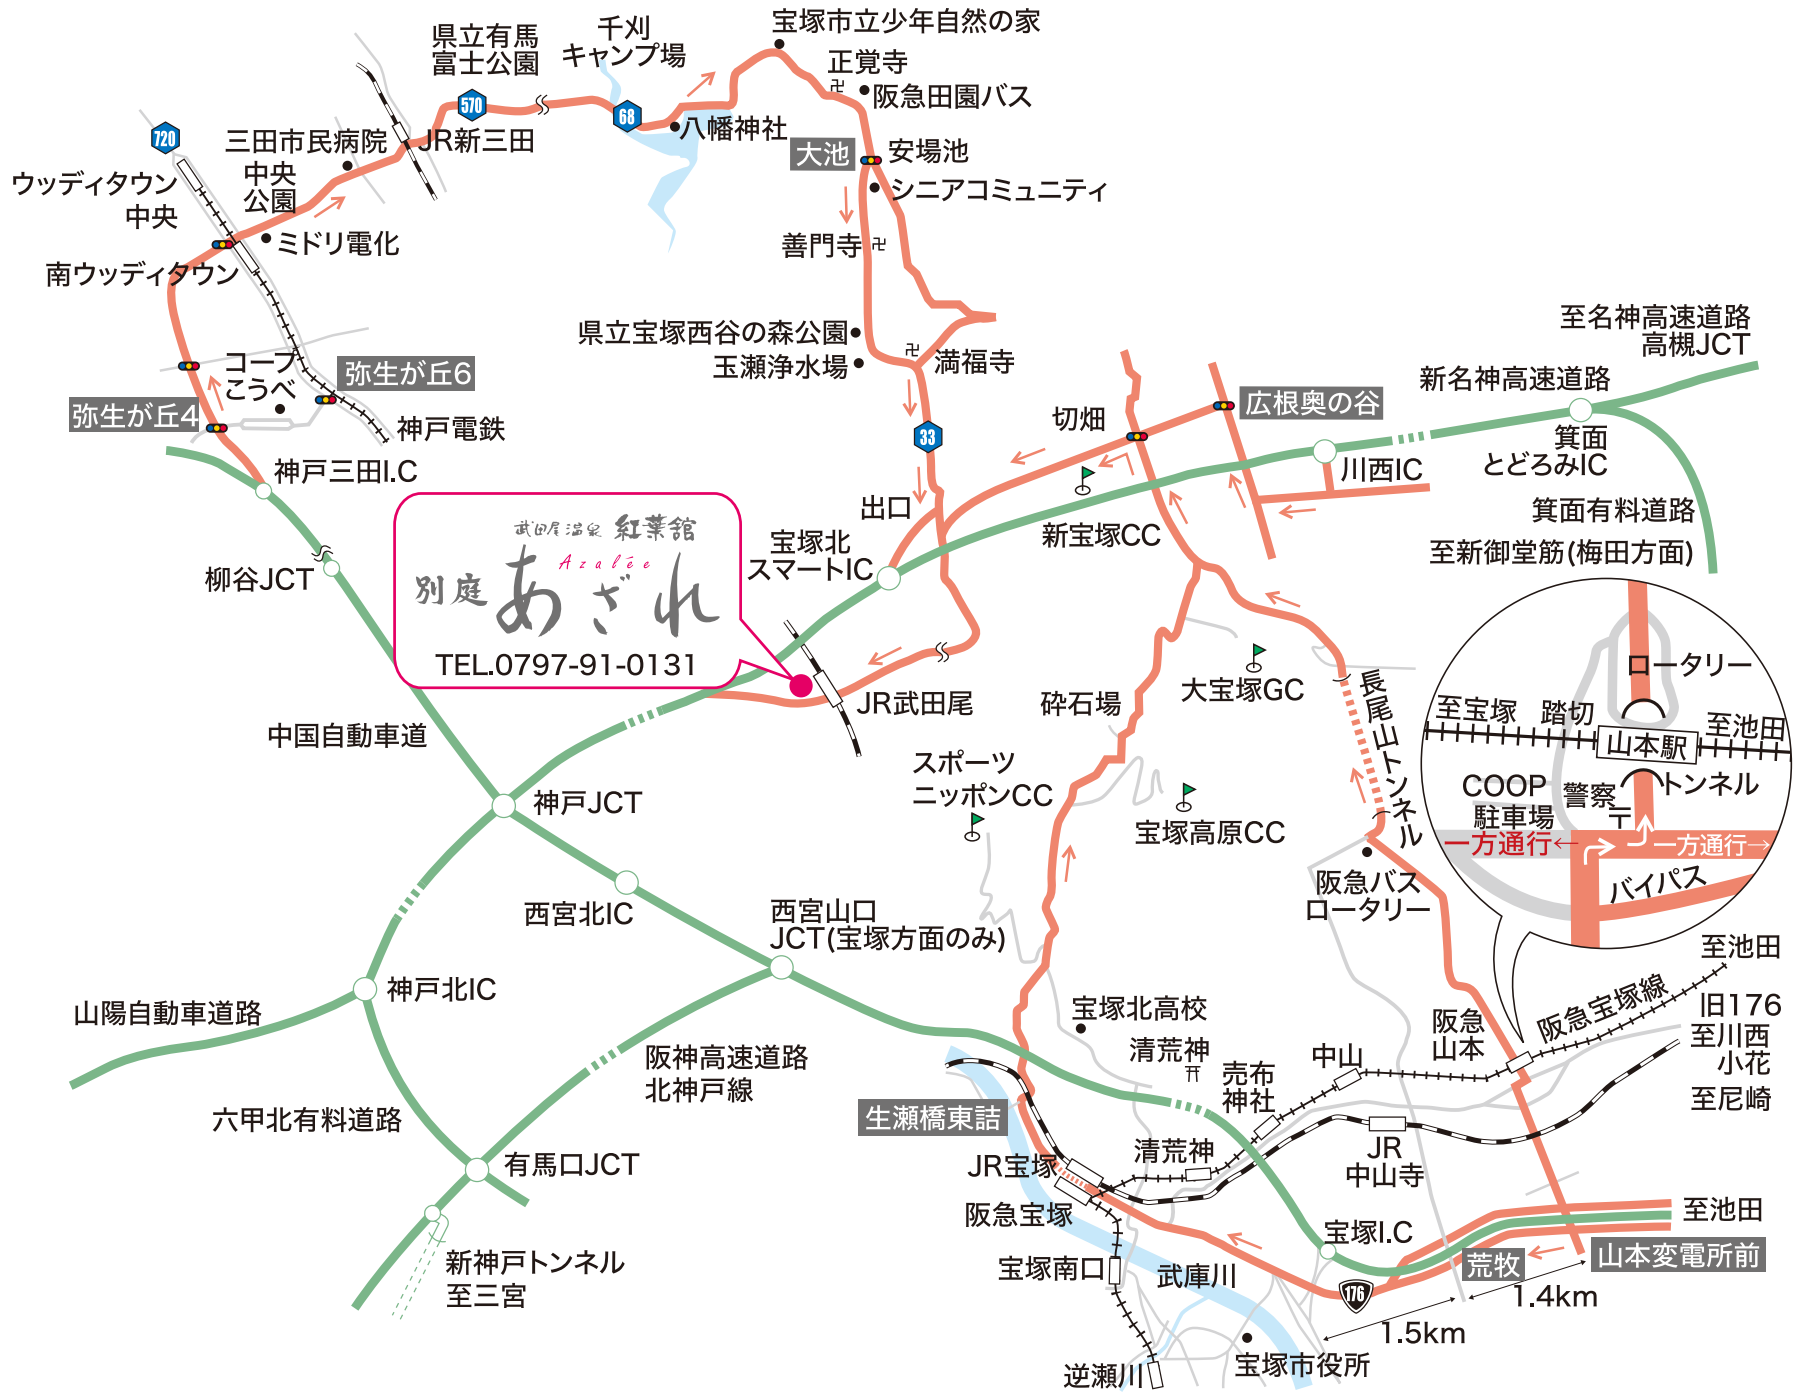 宝塚市立少年自然の家
千刈
キャンプ場
県立有馬
富士公園
正覚寺
阪急田園バス
570
68
八幡神社
720
三田市民病院
JR新三田
大池
安場池
シニアコミュニティ
ウッディタウン
中央
中央
公園
ミドリ電化
善門寺
南ウッディタウン
県立宝塚西谷の森公園
玉瀬浄水場
満福寺
至名神高速道路
高槻JCT
新名神高速道路
コープ
こうべ
弥生が丘6
弥生が丘4
神戸電鉄
神戸三田I.C
33
切畑
広根奥の谷
川西IC
箕面
とどろみIC
箕面有料道路
至新御堂筋(梅田方面)
出口
新宝塚CC
宝塚北
スマートIC
柳谷JCT
武田尾温泉 紅葉館
Azalée
別庭 あざれ
TEL.0797-91-0131
JR武田尾
中国自動車道
大宝塚GC
砕石場
長尾山トンネル
スポーツ
ニッポンCC
宝塚高原CC
神戸JCT
ロータリー
至宝塚
踏切
至池田
山本駅
COOP
駐車場
警察
〒
トンネル
一方通行←
一方通行→
バイパス
阪急バス
ロータリー
西宮北IC
西宮山口
JCT(宝塚方面のみ)
神戸北IC
山陽自動車道路
阪神高速道路
北神戸線
六甲北有料道路
有馬口JCT
新神戸トンネル
至三宮
宝塚北高校
清荒神
売布
神社
中山
阪急
山本
阪急宝塚線
至池田
旧176
至川西
小花
至尼崎
生瀬橋東詰
JR宝塚
清荒神
JR
中山寺
阪急宝塚
宝塚南口
武庫川
宝塚I.C
至池田
荒牧
山本変電所前
176
1.4km
1.5km
逆瀬川
宝塚市役所